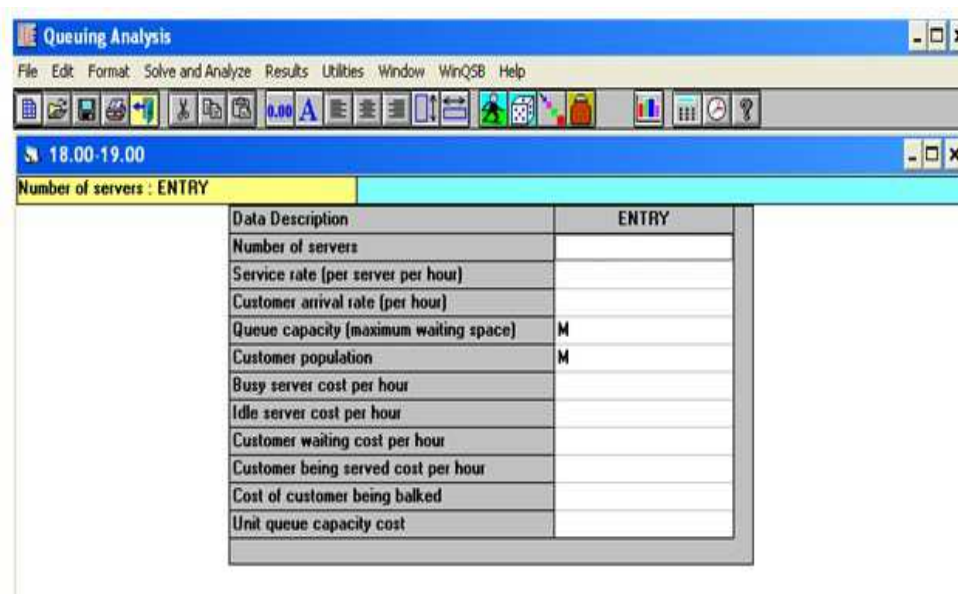 Queuing Analysis
File Edit Format Solve and Analyze Results Utilities Window WinQSB Help
0.00 A
18.00-19.00
Number of servers : ENTRY
Data Description ENTRY
Number of servers
Service rate (per server per hour)
Customer arrival rate (per hour)
Queue capacity (maximum waiting space) M
Customer population M
Busy server cost per hour
Idle server cost per hour
Customer waiting cost per hour
Customer being served cost per hour
Cost of customer being balked
Unit queue capacity cost